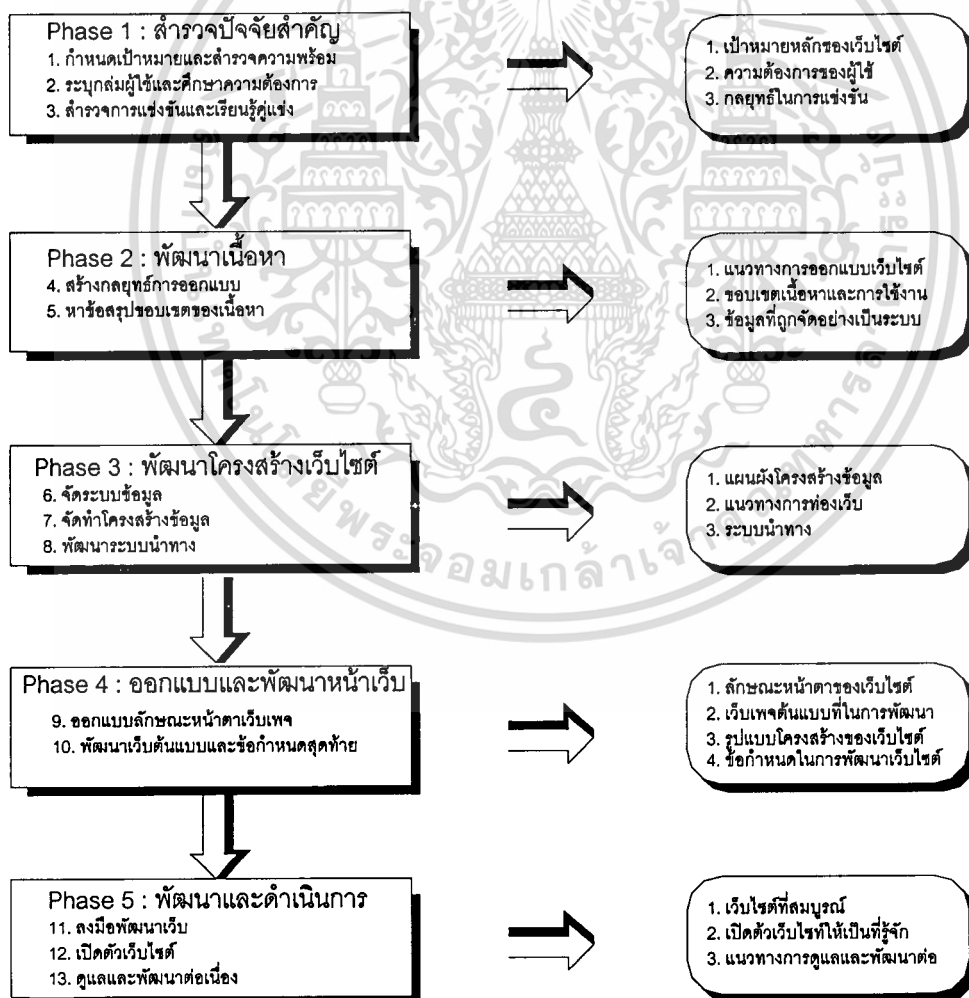 Phase 1 : สำรวจปัจจัยสำคัญ
1. กำหนดเป้าหมายและสำรวจความพร้อม
2. ระบุกลุ่มผู้ใช้และศึกษาความต้องการ
3. สำรวจการแข่งขันและเรียนรู้คู่แข่ง
1. เป้าหมายหลักของเว็บไซต์
2. ความต้องการของผู้ใช้
3. กลยุทธ์ในการแข่งขัน
Phase 2 : พัฒนาเนื้อหา
4. สร้างกลยุทธ์การออกแบบ
5. หาข้อสรุปขอบเขตของเนื้อหา
1. แนวทางการออกแบบเว็บไซต์
2. ขอบเขตเนื้อหาและการใช้งาน
3. ข้อมูลที่ถูกจัดอย่างเป็นระบบ
Phase 3 : พัฒนาโครงสร้างเว็บไซต์
6. จัดระบบข้อมูล
7. จัดทำโครงสร้างข้อมูล
8. พัฒนาระบบนำทาง
1. แผนผังโครงสร้างข้อมูล
2. แนวทางการท่องเว็บ
3. ระบบนำทาง
Phase 4 : ออกแบบและพัฒนาหน้าเว็บ
9. ออกแบบลักษณะหน้าตาเว็บเพจ
10. พัฒนาเว็บต้นแบบและข้อกำหนดสุดท้าย
1. ลักษณะหน้าตาของเว็บไซต์
2. เว็บเพจต้นแบบที่ในการพัฒนา
3. รูปแบบโครงสร้างของเว็บไซต์
4. ข้อกำหนดในการพัฒนาเว็บไซต์
Phase 5 : พัฒนาและดำเนินการ
11. ลงมือพัฒนาเว็บ
12. เปิดตัวเว็บไซต์
13. ดูแลและพัฒนาต่อเนื่อง
1. เว็บไซต์ที่สมบูรณ์
2. เปิดตัวเว็บไซท์ให้เป็นที่รู้จัก
3. แนวทางการดูแลและพัฒนาต่อ
พระจอมเกล้าเจ้า